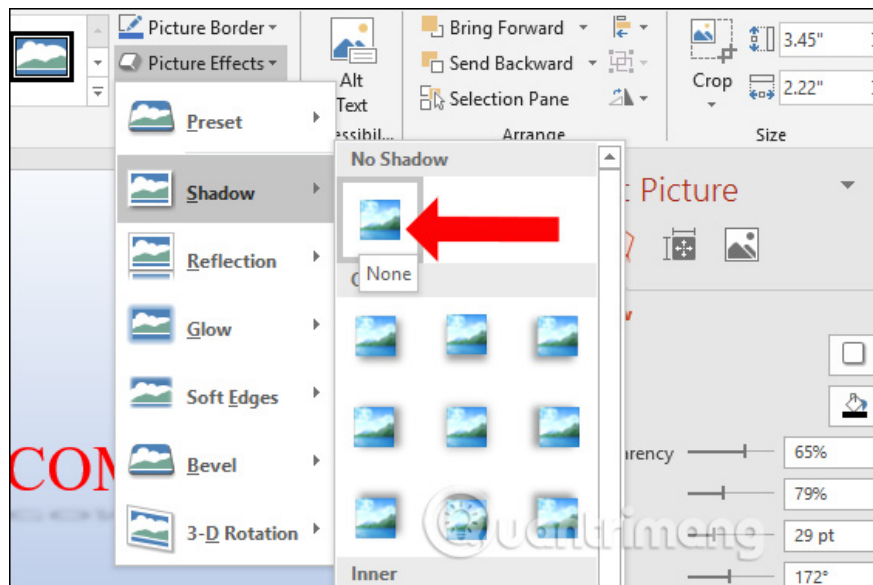 Picture Border
Picture Effects
Alt
Text
Bring Forward
Send Backward
Selection Pane
Arrange
Crop
3.45"
2.22"
Size
Preset
Shadow
Reflection
Glow
Soft Edges
Bevel
3-D Rotation
No Shadow
None
Inner
Picture
65%
79%
29 pt
172°
COM
Quantrimang